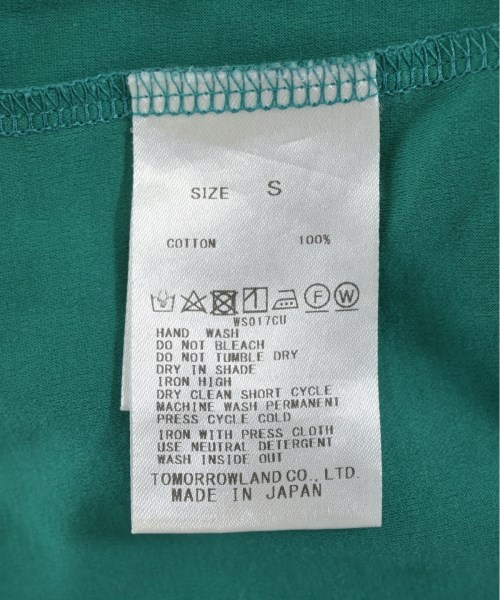 SIZE S
COTTON 100%
F W
WS017CU
HAND WASH
DO NOT BLEACH
DO NOT TUMBLE DRY
DRY IN SHADE
IRON HIGH
DRY CLEAN SHORT CYCLE
MACHINE WASH PERMANENT
PRESS CYCLE COLD
IRON WITH PRESS CLOTH
USE NEUTRAL DETERGENT
WASH INSIDE OUT
TOMORROWLAND CO., LTD.
MADE IN JAPAN